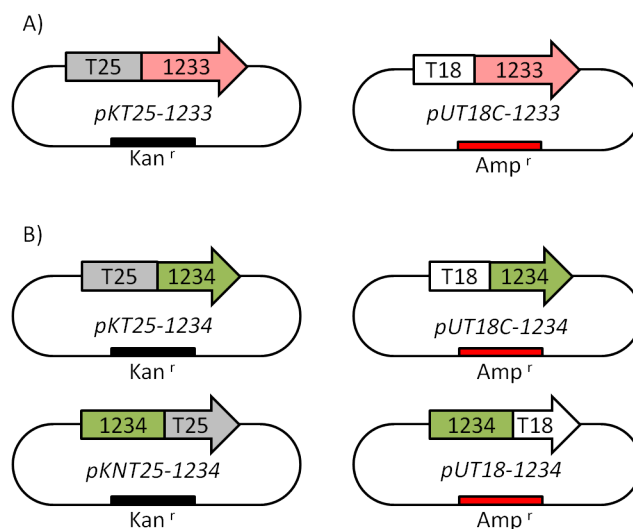 A)
T25 1233 T18 1233
pKT25-1233 pUT18C-1233
Kan r Amp r
B)
T25 1234 T18 1234
pKT25-1234 pUT18C-1234
Kan r Amp r
1234 T25 1234 T18
pKNT25-1234 pUT18-1234
Kan r Amp r